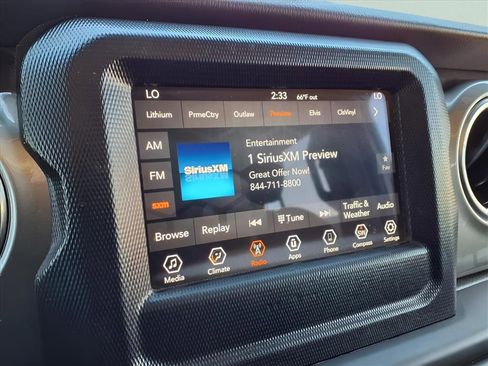 LO 2:33 66°F out LO
Lithium PrmeCtry Outlaw Preview Elvis ClsVinyl
AM
FM
SXM
SiriusXM
Entertainment
1 SiriusXM Preview
Great Offer Now!
844-711-8800
Fav
Browse Replay Tune Traffic & Weather Audio
Media Climate Radio Apps Phone Compass Settings